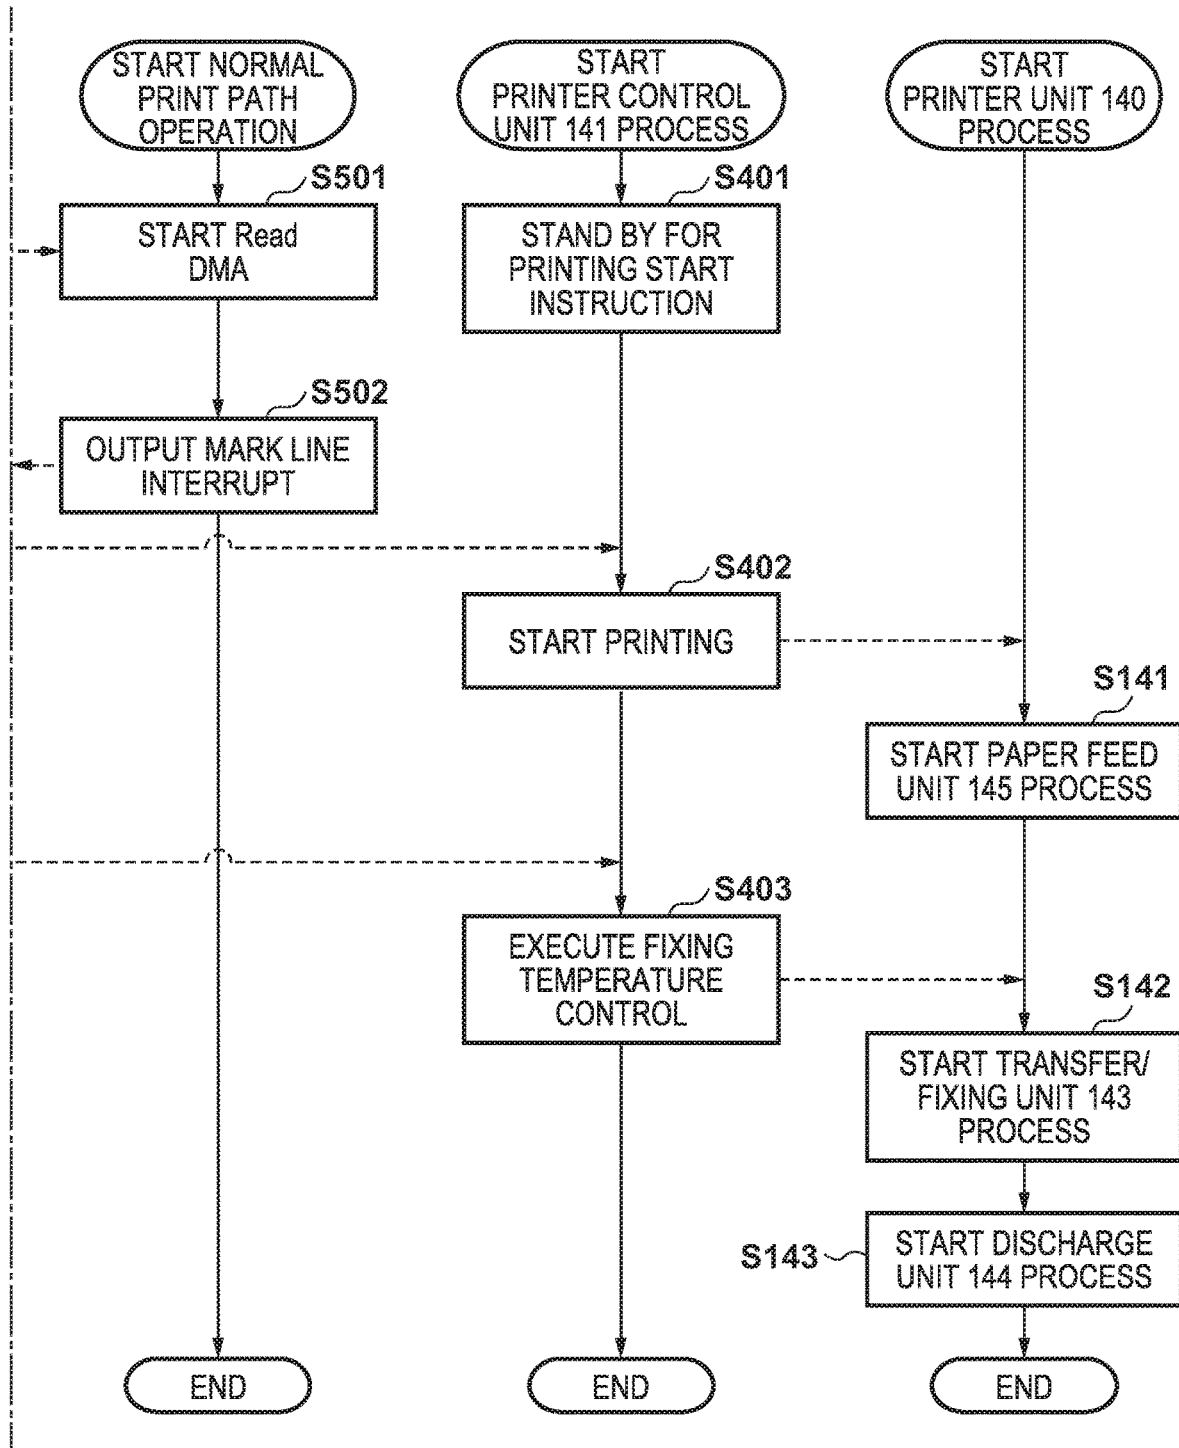 START NORMAL
PRINT PATH
OPERATION
S501
START Read
DMA
S502
OUTPUT MARK LINE
INTERRUPT
END
START
PRINTER CONTROL
UNIT 141 PROCESS
S401
STAND BY FOR
PRINTING START
INSTRUCTION
S402
START PRINTING
S403
EXECUTE FIXING
TEMPERATURE
CONTROL
END
START
PRINTER UNIT 140
PROCESS
S141
START PAPER FEED
UNIT 145 PROCESS
S142
START TRANSFER/
FIXING UNIT 143
PROCESS
S143
START DISCHARGE
UNIT 144 PROCESS
END